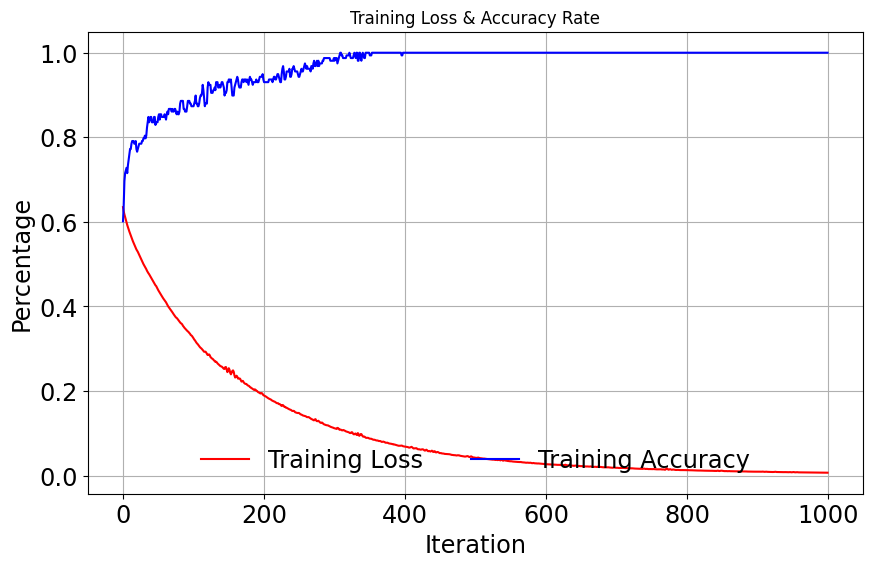 Training Loss & Accuracy Rate
1.0
0.8
0.6
0.4
0.2
0.0
Percentage
Training Loss
Training Accuracy
0 200 400 600 800 1000
Iteration